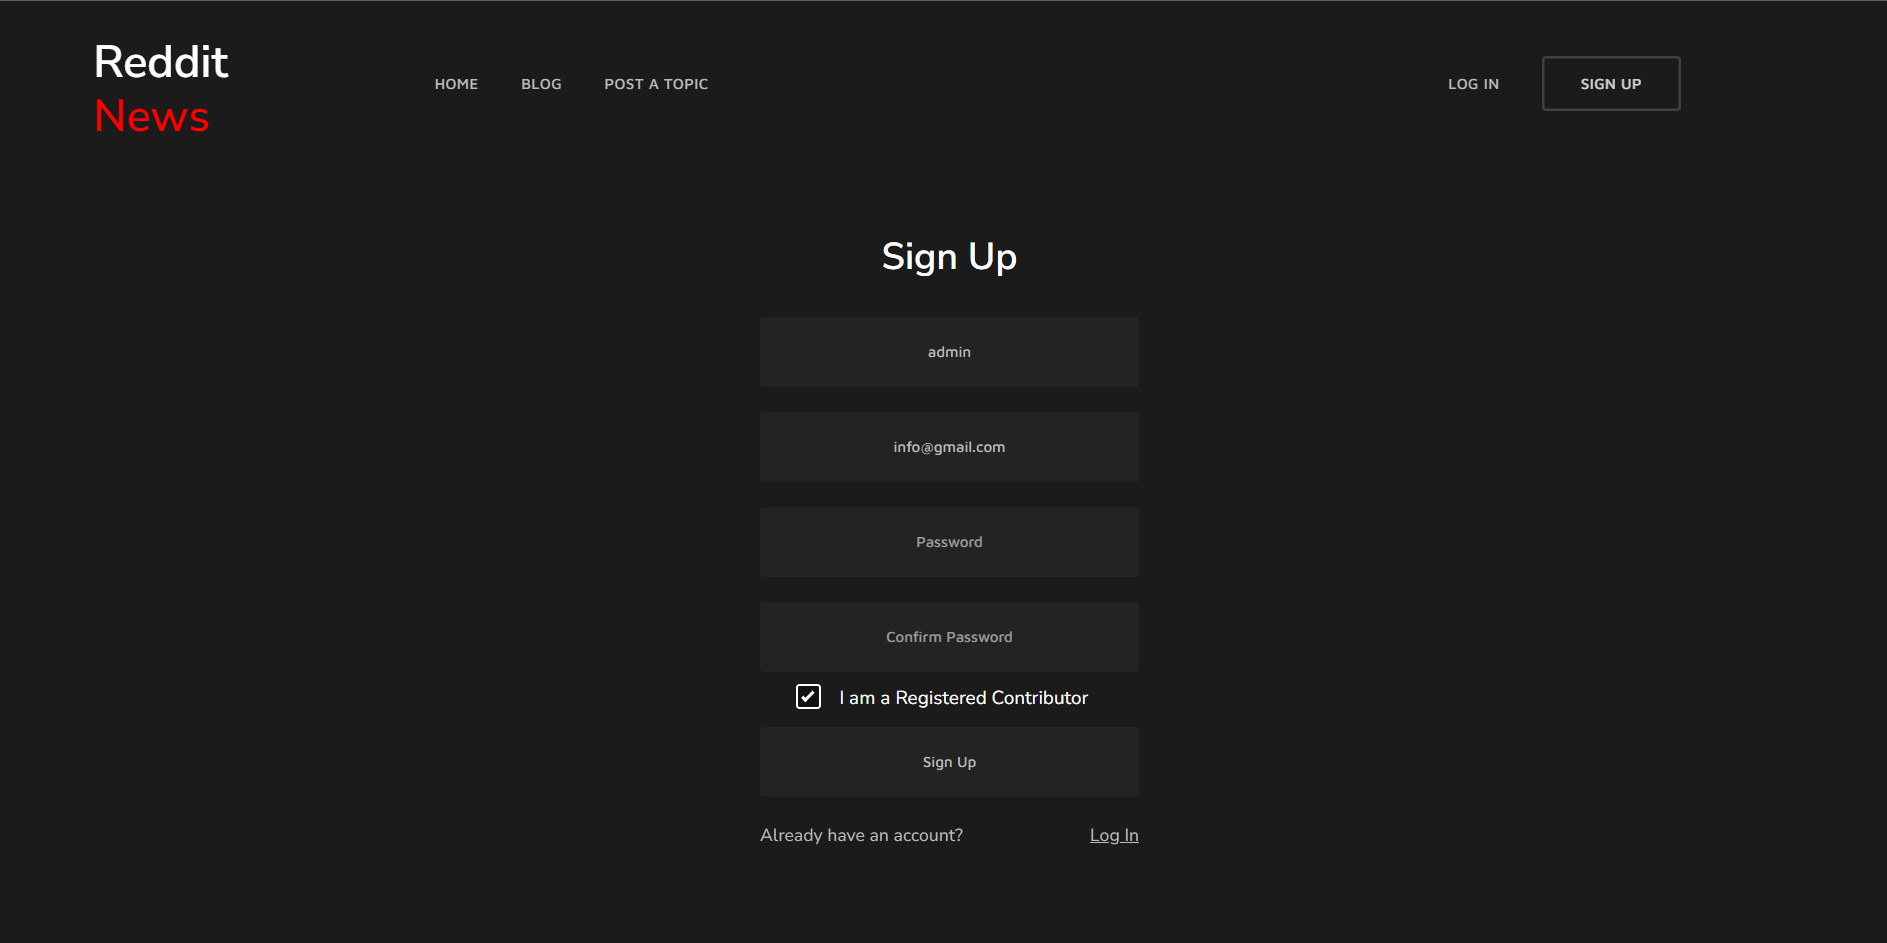 Reddit
News
HOME
BLOG
POST A TOPIC
LOG IN
SIGN UP
Sign Up
admin
info@gmail.com
Password
Confirm Password
I am a Registered Contributor
Sign Up
Already have an account?
Log In